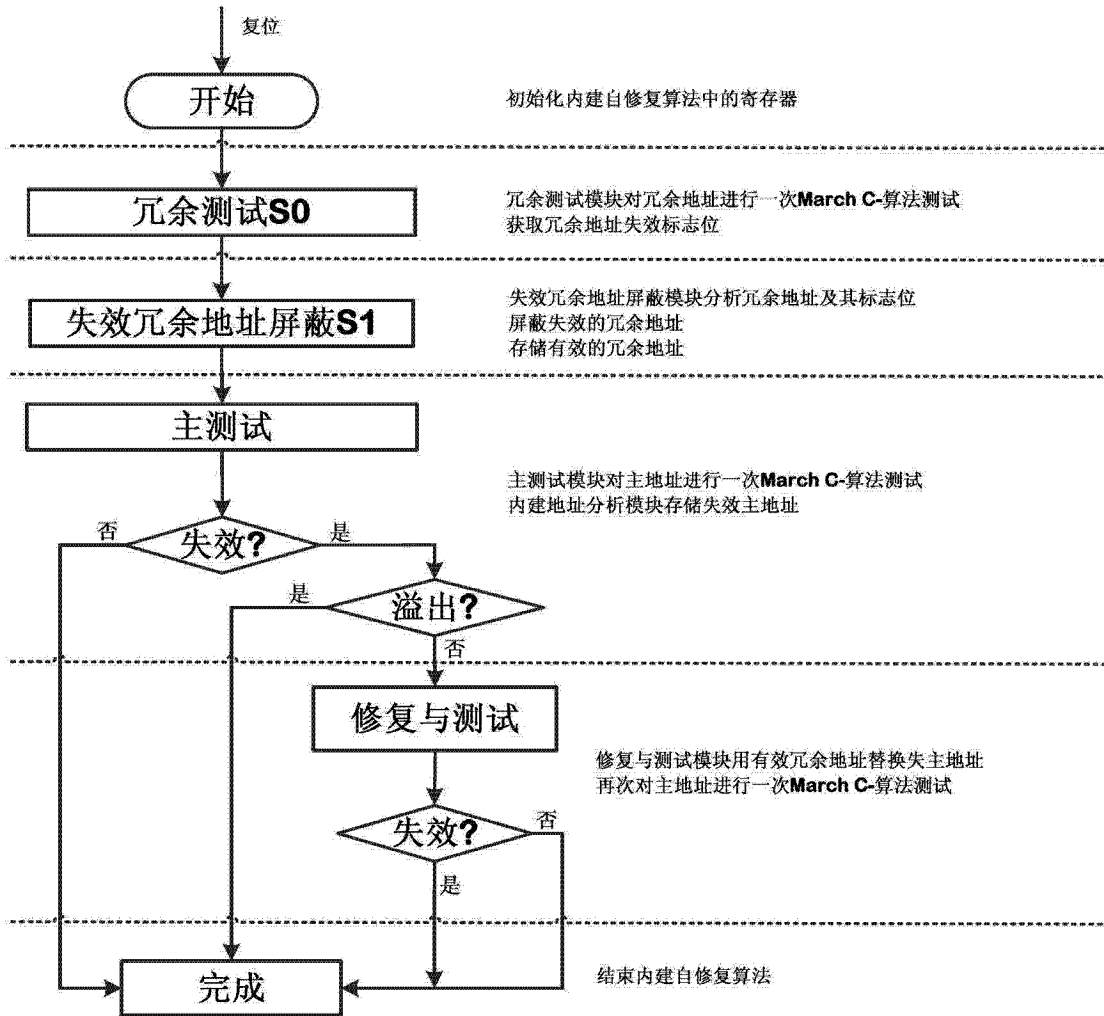 复位
开始
初始化内建自修复算法中的寄存器
冗余测试S0
冗余测试模块对冗余地址进行一次March C-算法测试
获取冗余地址失效标志位
失效冗余地址屏蔽S1
失效冗余地址屏蔽模块分析冗余地址及其标志位
屏蔽失效的冗余地址
存储有效的冗余地址
主测试
主测试模块对主地址进行一次March C-算法测试
内建地址分析模块存储失效主地址
否
失效?
是
是
溢出?
否
修复与测试
修复与测试模块用有效冗余地址替换失主地址
再次对主地址进行一次March C-算法测试
失效?
否
是
完成
结束内建自修复算法